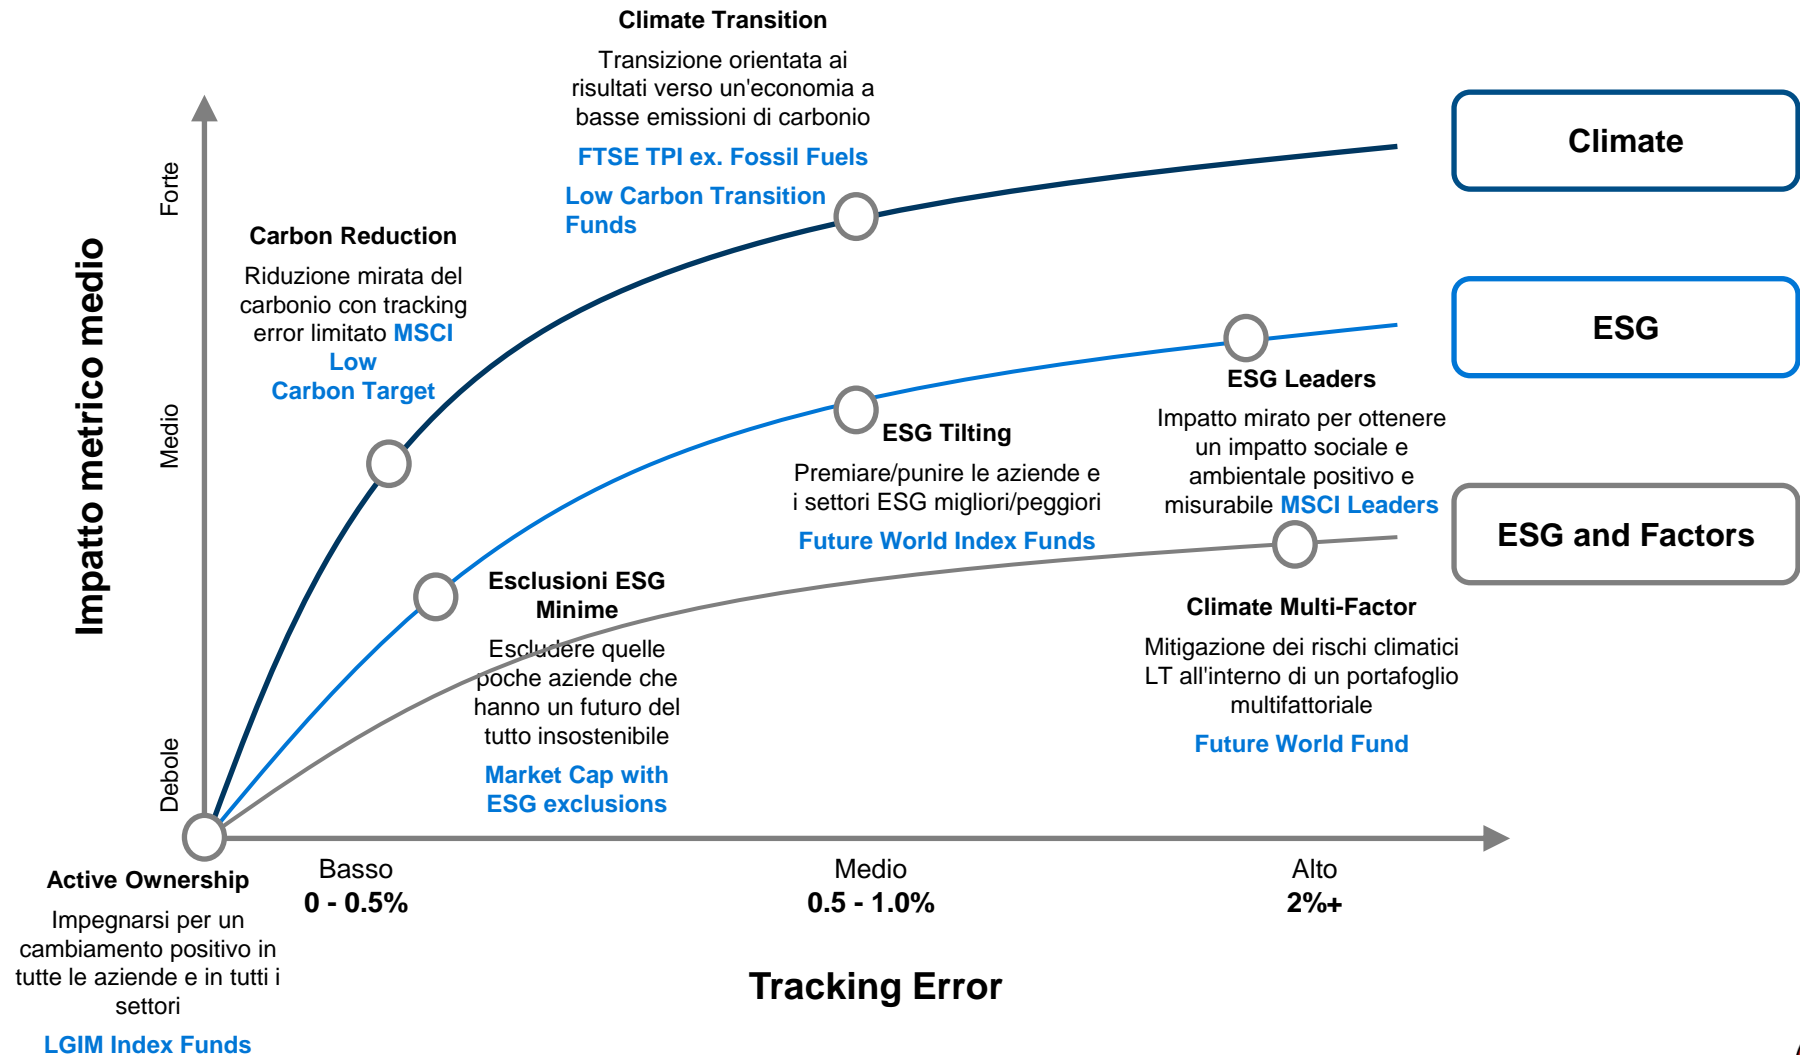 Climate Transition
Transizione orientata ai
risultati verso un'economia a
basse emissioni di carbonio
FTSE TPI ex. Fossil Fuels
Low Carbon Transition
Funds
Climate
Forte
Carbon Reduction
Riduzione mirata del
carbonio con tracking
error limitato MSCI
Low
Carbon Target
Impatto metrico medio
ESG
ESG Leaders
Impatto mirato per ottenere
un impatto sociale e
ambientale positivo e
misurabile MSCI Leaders
Medio
ESG Tilting
Premiare/punire le aziende e
i settori ESG migliori/peggiori
Future World Index Funds
ESG and Factors
Esclusioni ESG
Minime
Escludere quelle
poche aziende che
hanno un futuro del
tutto insostenibile
Market Cap with
ESG exclusions
Climate Multi-Factor
Mitigazione dei rischi climatici
LT all'interno di un portafoglio
multifattoriale
Future World Fund
Debole
Active Ownership
Impegnarsi per un
cambiamento positivo in
tutte le aziende e in tutti i
settori
LGIM Index Funds
Basso
0 - 0.5%
Medio
0.5 - 1.0%
Alto
2%+
Tracking Error